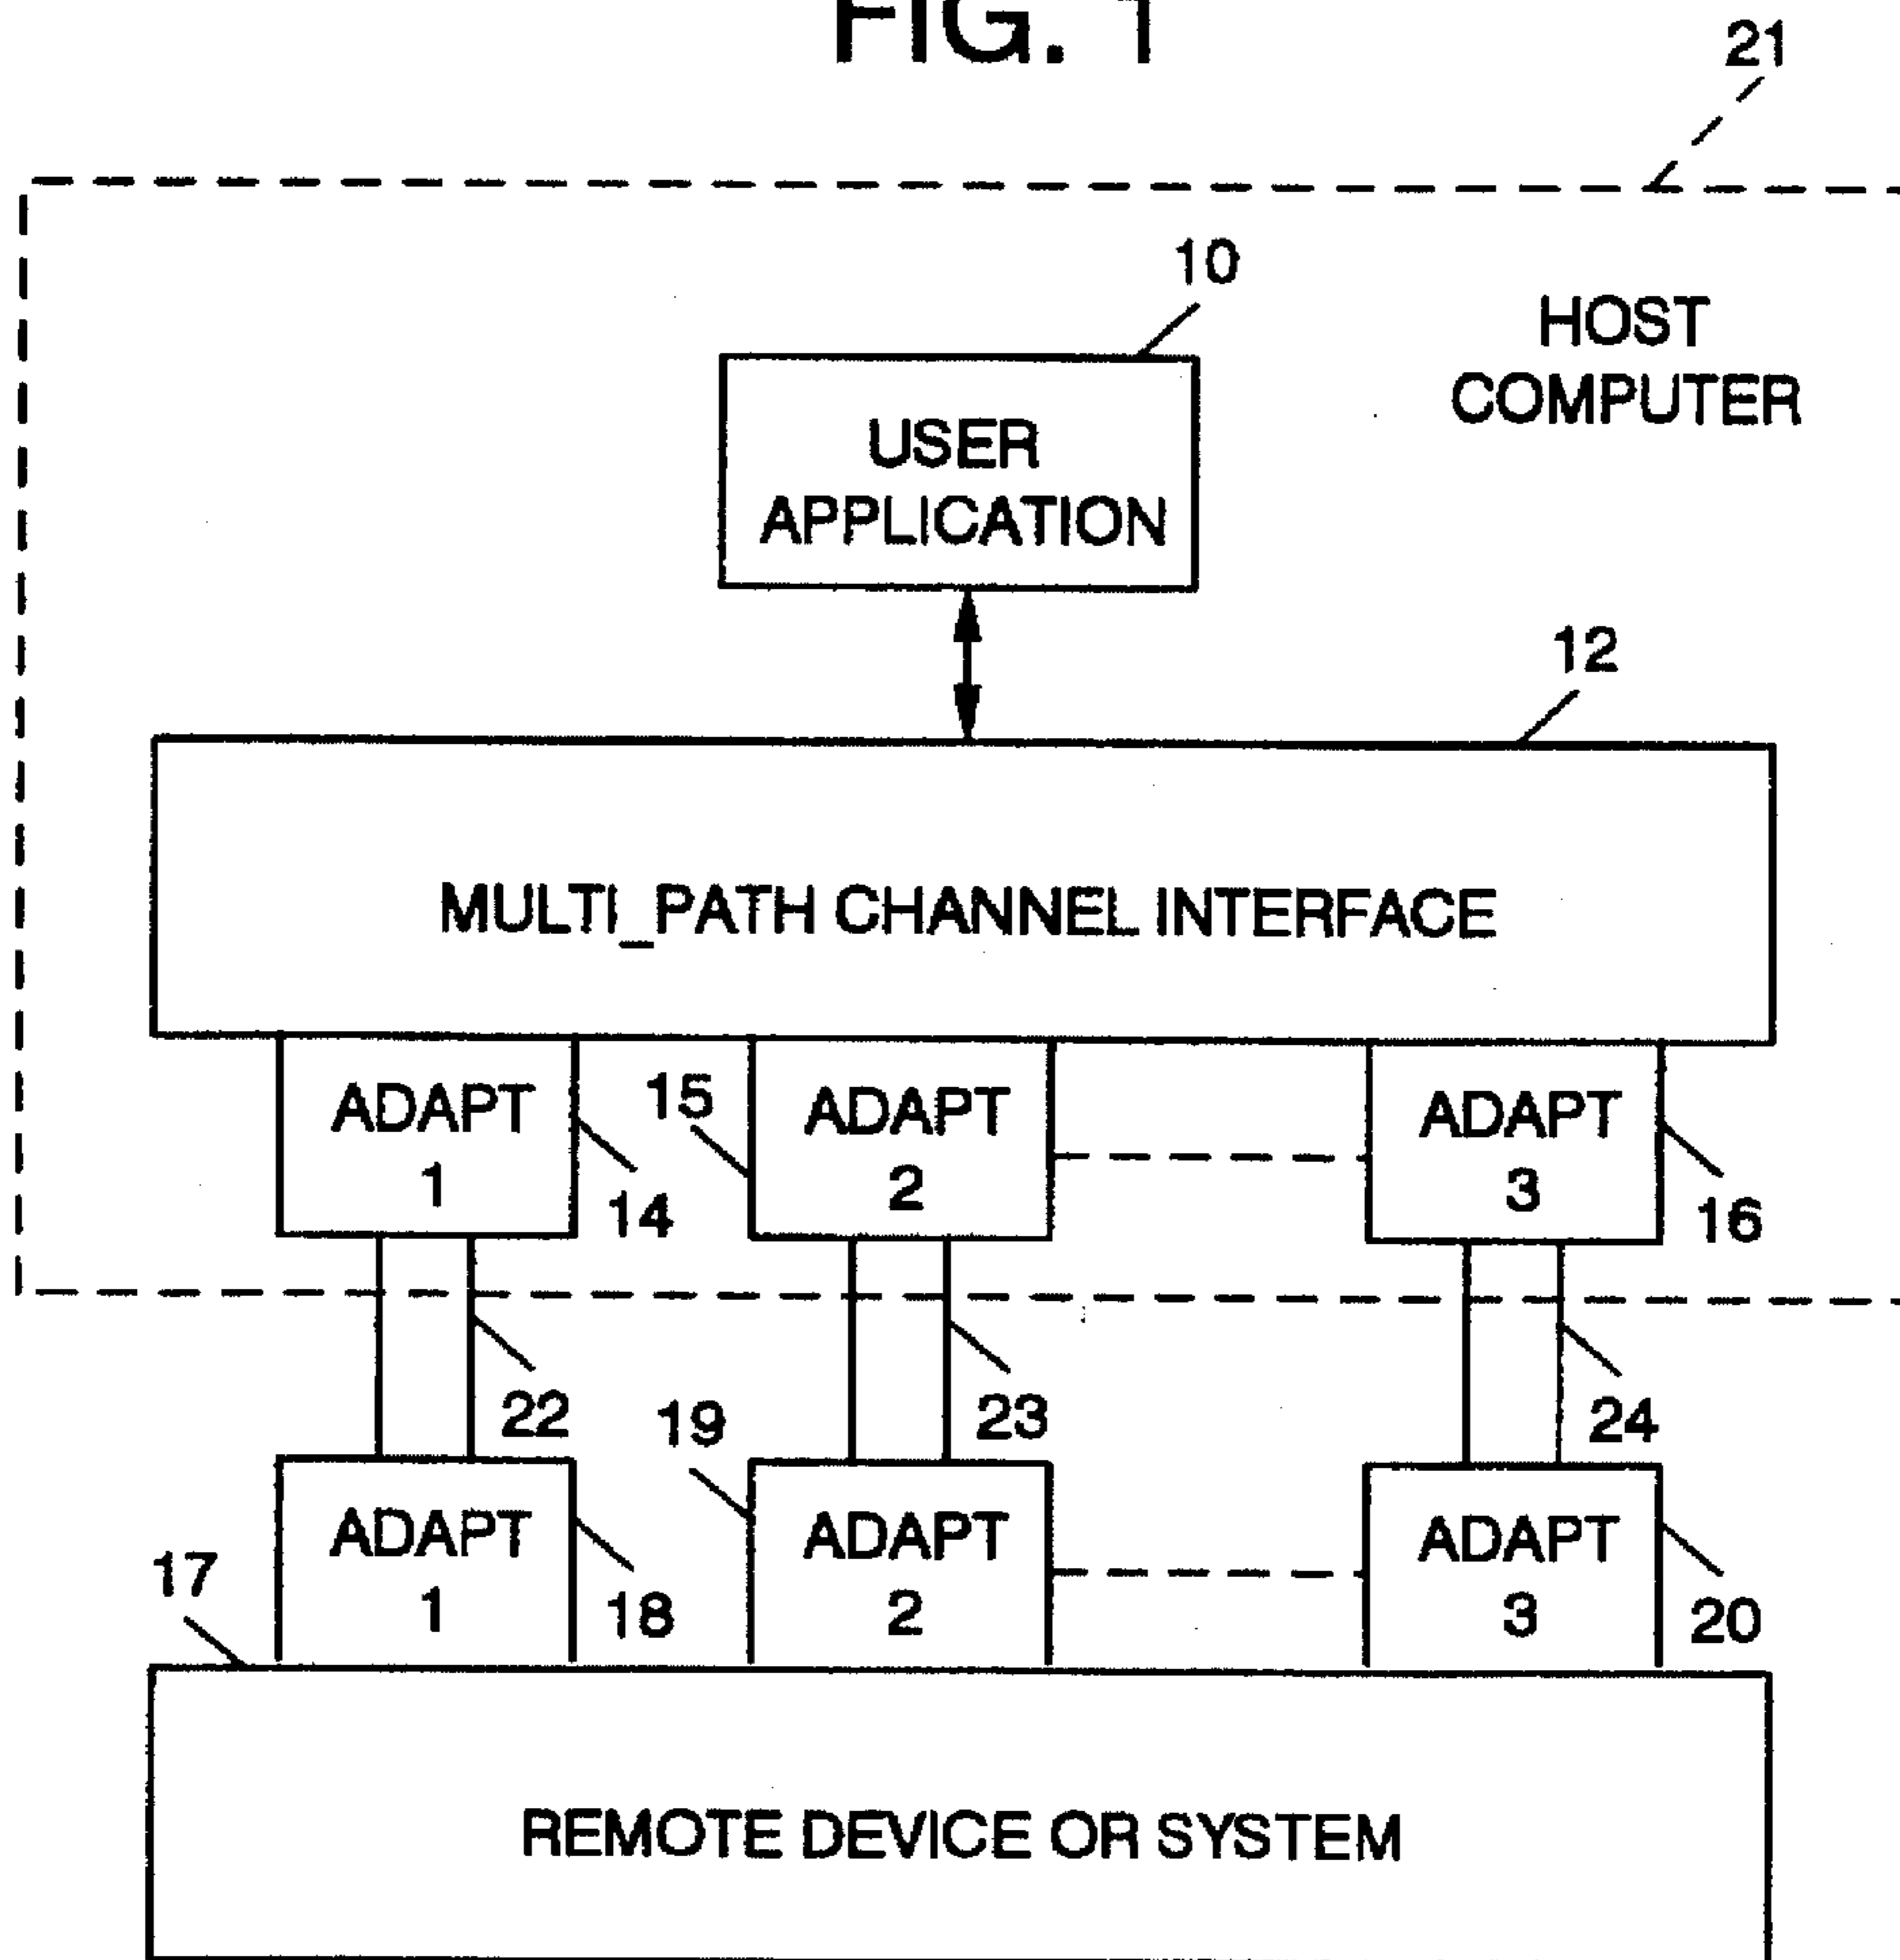 FIG. 1
21
10
HOST
COMPUTER
USER
APPLICATION
12
MULTI_PATH CHANNEL INTERFACE
ADAPT
1
14
15
ADAPT
2
ADAPT
3
16
22
23
24
19
17
ADAPT
1
18
ADAPT
2
ADAPT
3
20
REMOTE DEVICE OR SYSTEM